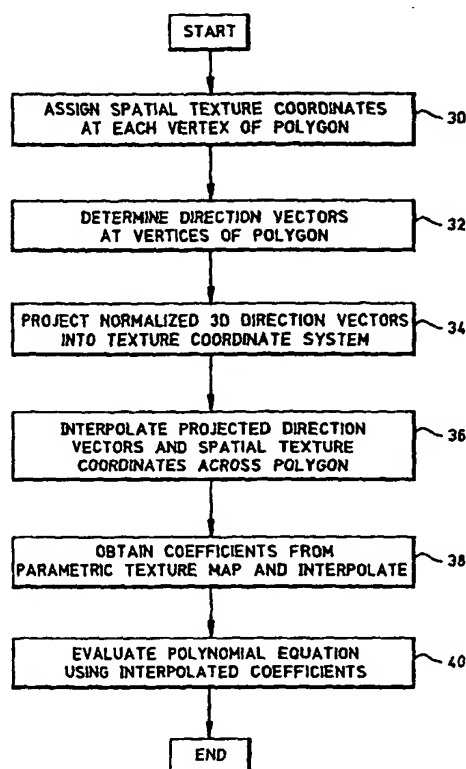 START
ASSIGN SPATIAL TEXTURE COORDINATES
AT EACH VERTEX OF POLYGON
30
DETERMINE DIRECTION VECTORS
AT VERTICES OF POLYGON
32
PROJECT NORMALIZED 3D DIRECTION VECTORS
INTO TEXTURE COORDINATE SYSTEM
34
INTERPOLATE PROJECTED DIRECTION
VECTORS AND SPATIAL TEXTURE
COORDINATES ACROSS POLYGON
36
OBTAIN COEFFICIENTS FROM
PARAMETRIC TEXTURE MAP AND INTERPOLATE
38
EVALUATE POLYNOMIAL EQUATION
USING INTERPOLATED COEFFICIENTS
40
END